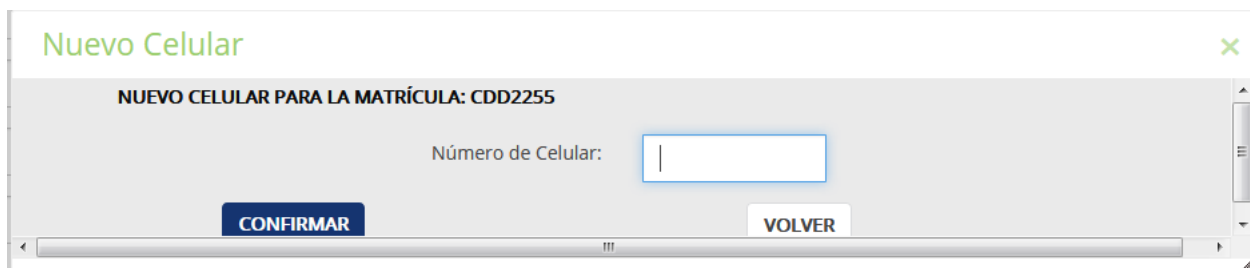 Nuevo Celular
NUEVO CELULAR PARA LA MATRÍCULA: CDD2255
Número de Celular:
CONFIRMAR VOLVER